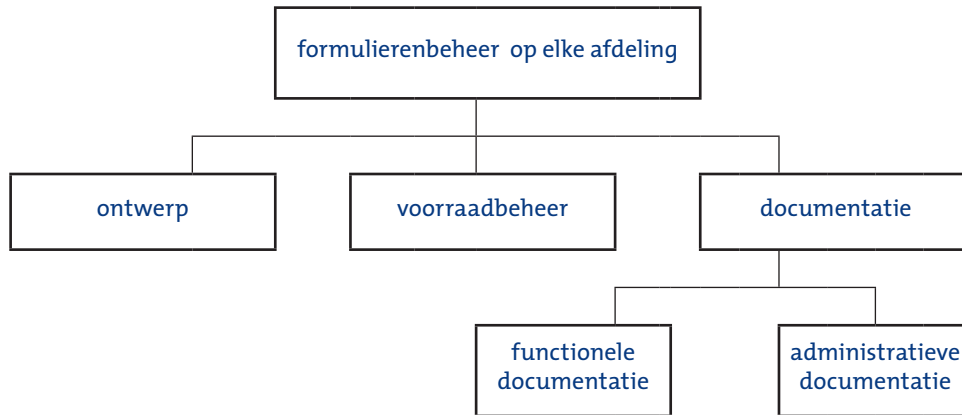 formulierenbeheer op elke afdeling
ontwerp
voorraadbeheer
documentatie
functionele
documentatie
administratieve
documentatie